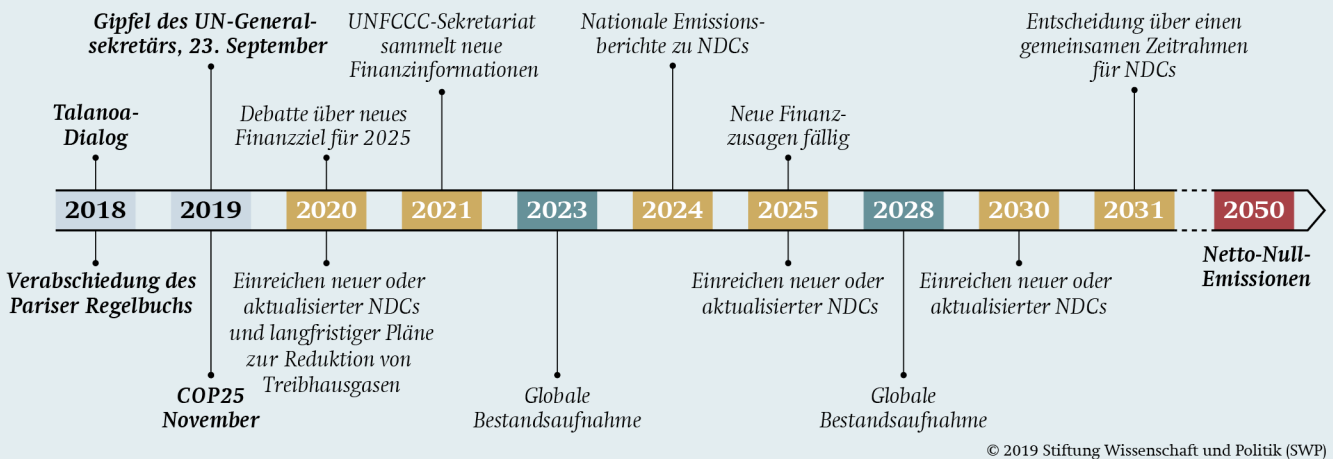 Gipfel des UN-General-
sekretärs, 23. September
UNFCCC-Sekretariat
sammelt neue
Finanzinformationen
Nationale Emissions-
berichte zu NDCs
Entscheidung über einen
gemeinsamen Zeitrahmen
für NDCs
Talanoa-
Dialog
Debatte über neues
Finanzziel für 2025
Neue Finanz-
zusagen fällig
2018 2019 2020 2021 2023 2024 2025 2028 2030 2031 2050
Verabschiedung des
Pariser Regelbuchs
Einreichen neuer oder
aktualisierter NDCs
und langfristiger Pläne
zur Reduktion von
Treibhausgasen
Einreichen neuer oder
aktualisierter NDCs
Einreichen neuer oder
aktualisierter NDCs
Netto-Null-
Emissionen
COP25
November
Globale
Bestandsaufnahme
Globale
Bestandsaufnahme
© 2019 Stiftung Wissenschaft und Politik (SWP)